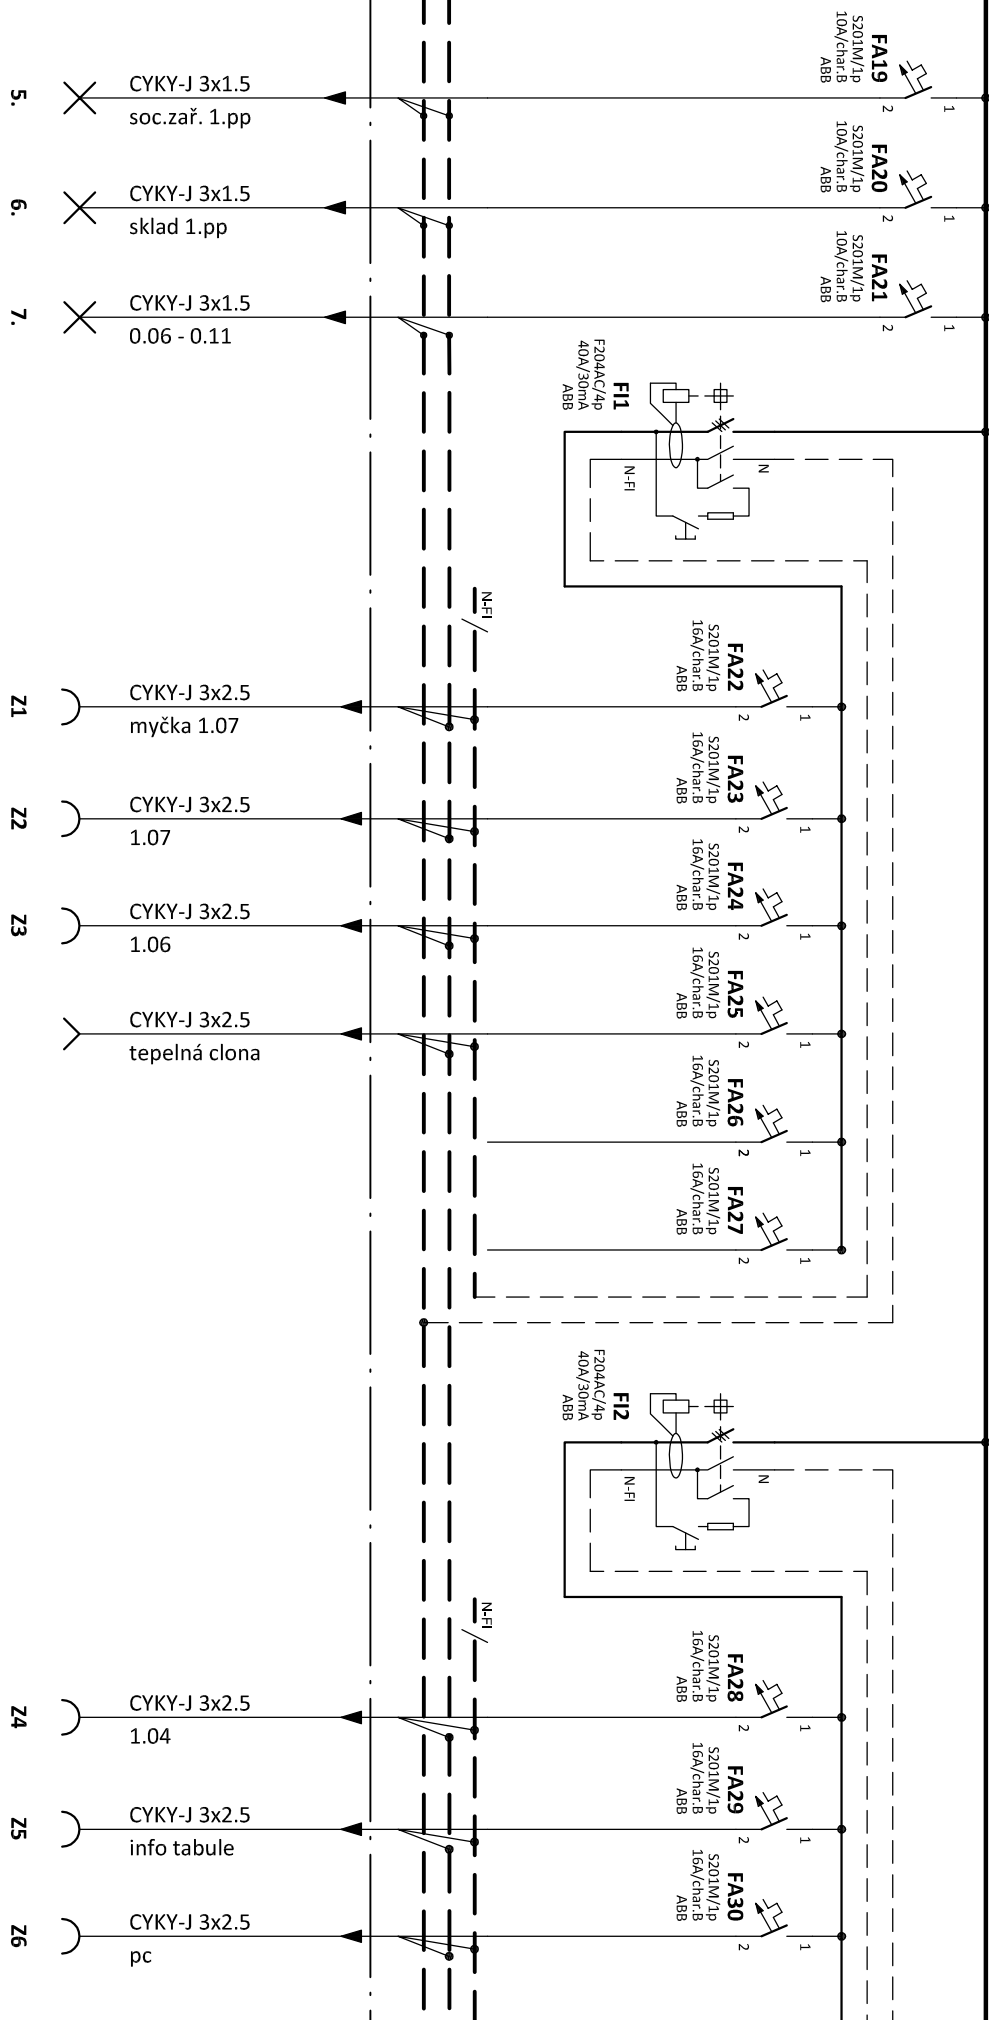 FA19
S201M/1p
10A/char.B
ABB
1
2
CYKY-J 3x1.5
soc.zař. 1.pp
5.
FA20
S201M/1p
10A/char.B
ABB
1
2
CYKY-J 3x1.5
sklad 1.pp
6.
FA21
S201M/1p
10A/char.B
ABB
1
2
CYKY-J 3x1.5
0.06 - 0.11
7.
FI1
F204AC/4p
40A/30mA
ABB
N
N-FI
N-FI
FA22
S201M/1p
16A/char.B
ABB
1
2
CYKY-J 3x2.5
myčka 1.07
Z1
FA23
S201M/1p
16A/char.B
ABB
1
2
CYKY-J 3x2.5
1.07
Z2
FA24
S201M/1p
16A/char.B
ABB
1
2
CYKY-J 3x2.5
1.06
Z3
FA25
S201M/1p
16A/char.B
ABB
1
2
CYKY-J 3x2.5
tepelná clona
FA26
S201M/1p
16A/char.B
ABB
1
2
FA27
S201M/1p
16A/char.B
ABB
1
2
FI2
F204AC/4p
40A/30mA
ABB
N
N-FI
N-FI
FA28
S201M/1p
16A/char.B
ABB
1
2
CYKY-J 3x2.5
1.04
Z4
FA29
S201M/1p
16A/char.B
ABB
1
2
CYKY-J 3x2.5
info tabule
Z5
FA30
S201M/1p
16A/char.B
ABB
1
2
CYKY-J 3x2.5
pc
Z6